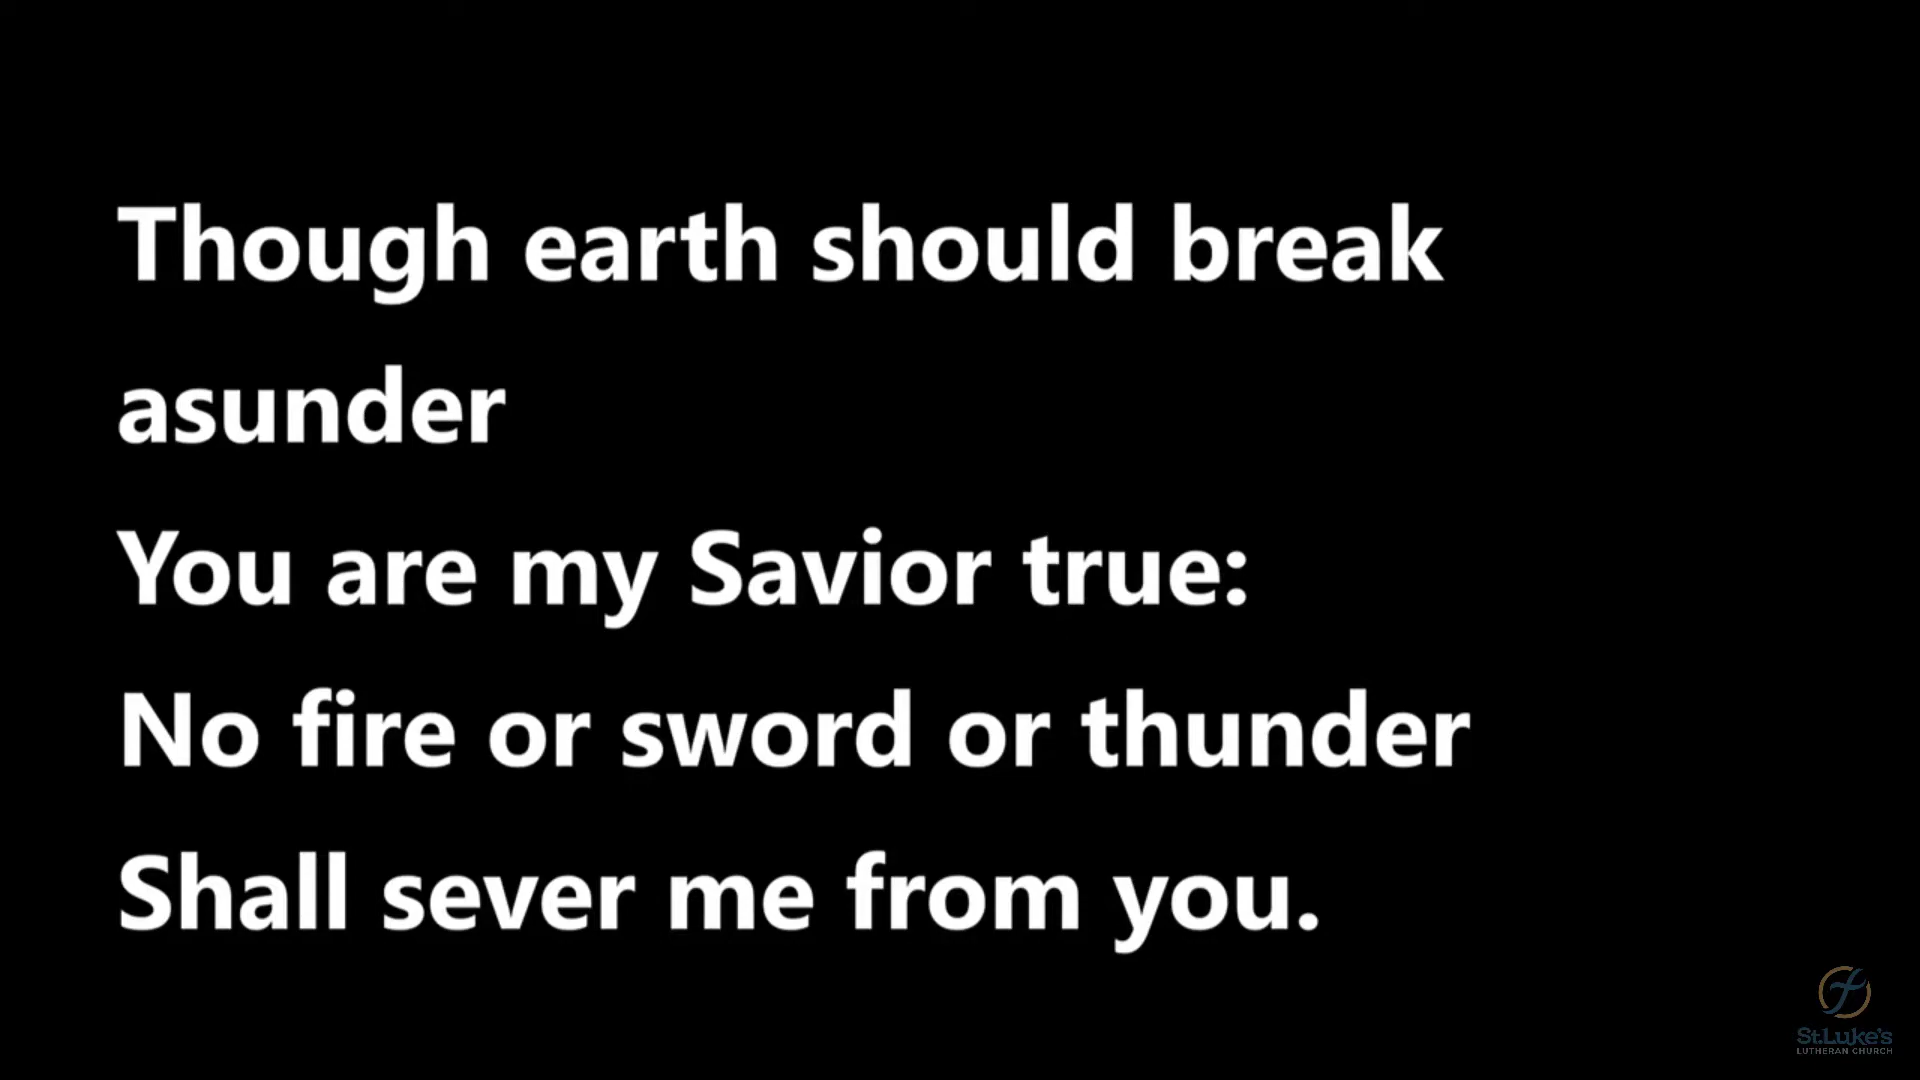 Though earth should break
asunder
You are my Savior true:
No fire or sword or thunder
Shall sever me from you.
St.Luke's
LUTHERAN CHURCH